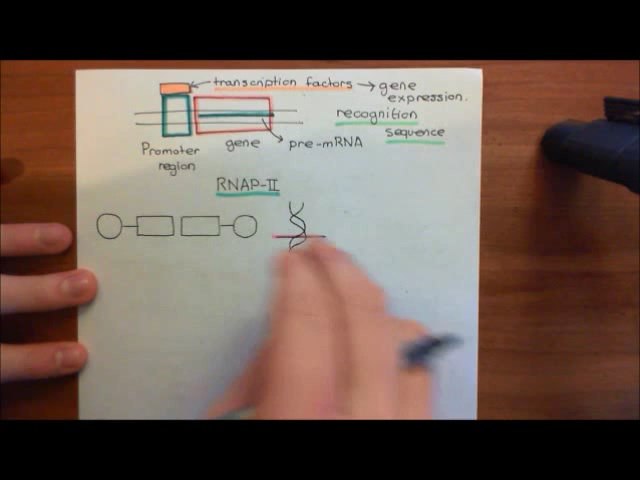 transcription factors → gene
expression.
recognition
sequence
Promoter
region
gene
pre-mRNA
RNAP-II